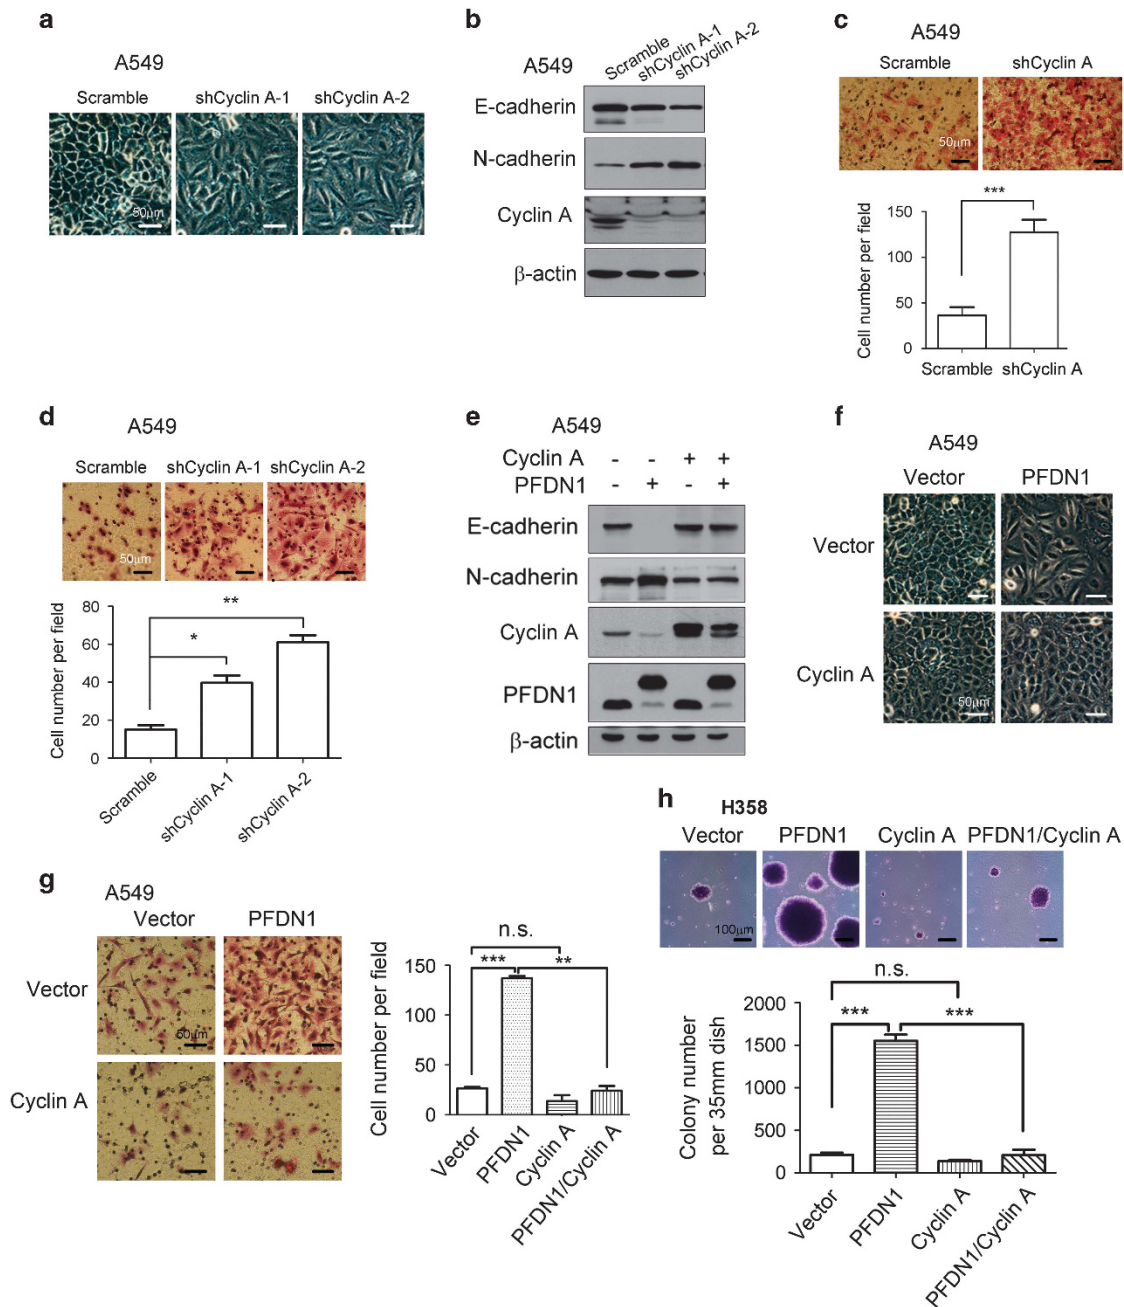 a
A549
Scramble shCyclin A-1 shCyclin A-2
50µm
b
A549
Scramble
shCyclin A-1
shCyclin A-2
E-cadherin
N-cadherin
Cyclin A
β-actin
c
A549
Scramble shCyclin A
50µm
***
Cell number per field
150
100
50
0
Scramble shCyclin A
d
A549
Scramble shCyclin A-1 shCyclin A-2
50µm
**
*
Cell number per field
80
60
40
20
0
Scramble
shCyclin A-1
shCyclin A-2
e
A549
Cyclin A - - + +
PFDN1 - + - +
E-cadherin
N-cadherin
Cyclin A
PFDN1
β-actin
f
A549
Vector PFDN1
Vector
Cyclin A
50µm
g
A549
Vector PFDN1
Vector
50µm
Cyclin A
n.s.
*** **
Cell number per field
150
100
50
0
Vector
PFDN1
Cyclin A
PFDN1/Cyclin A
h
H358
Vector PFDN1 Cyclin A PFDN1/Cyclin A
100µm
n.s.
*** ***
Colony number
per 35mm dish
2000
1500
1000
500
0
Vector
PFDN1
Cyclin A
PFDN1/Cyclin A